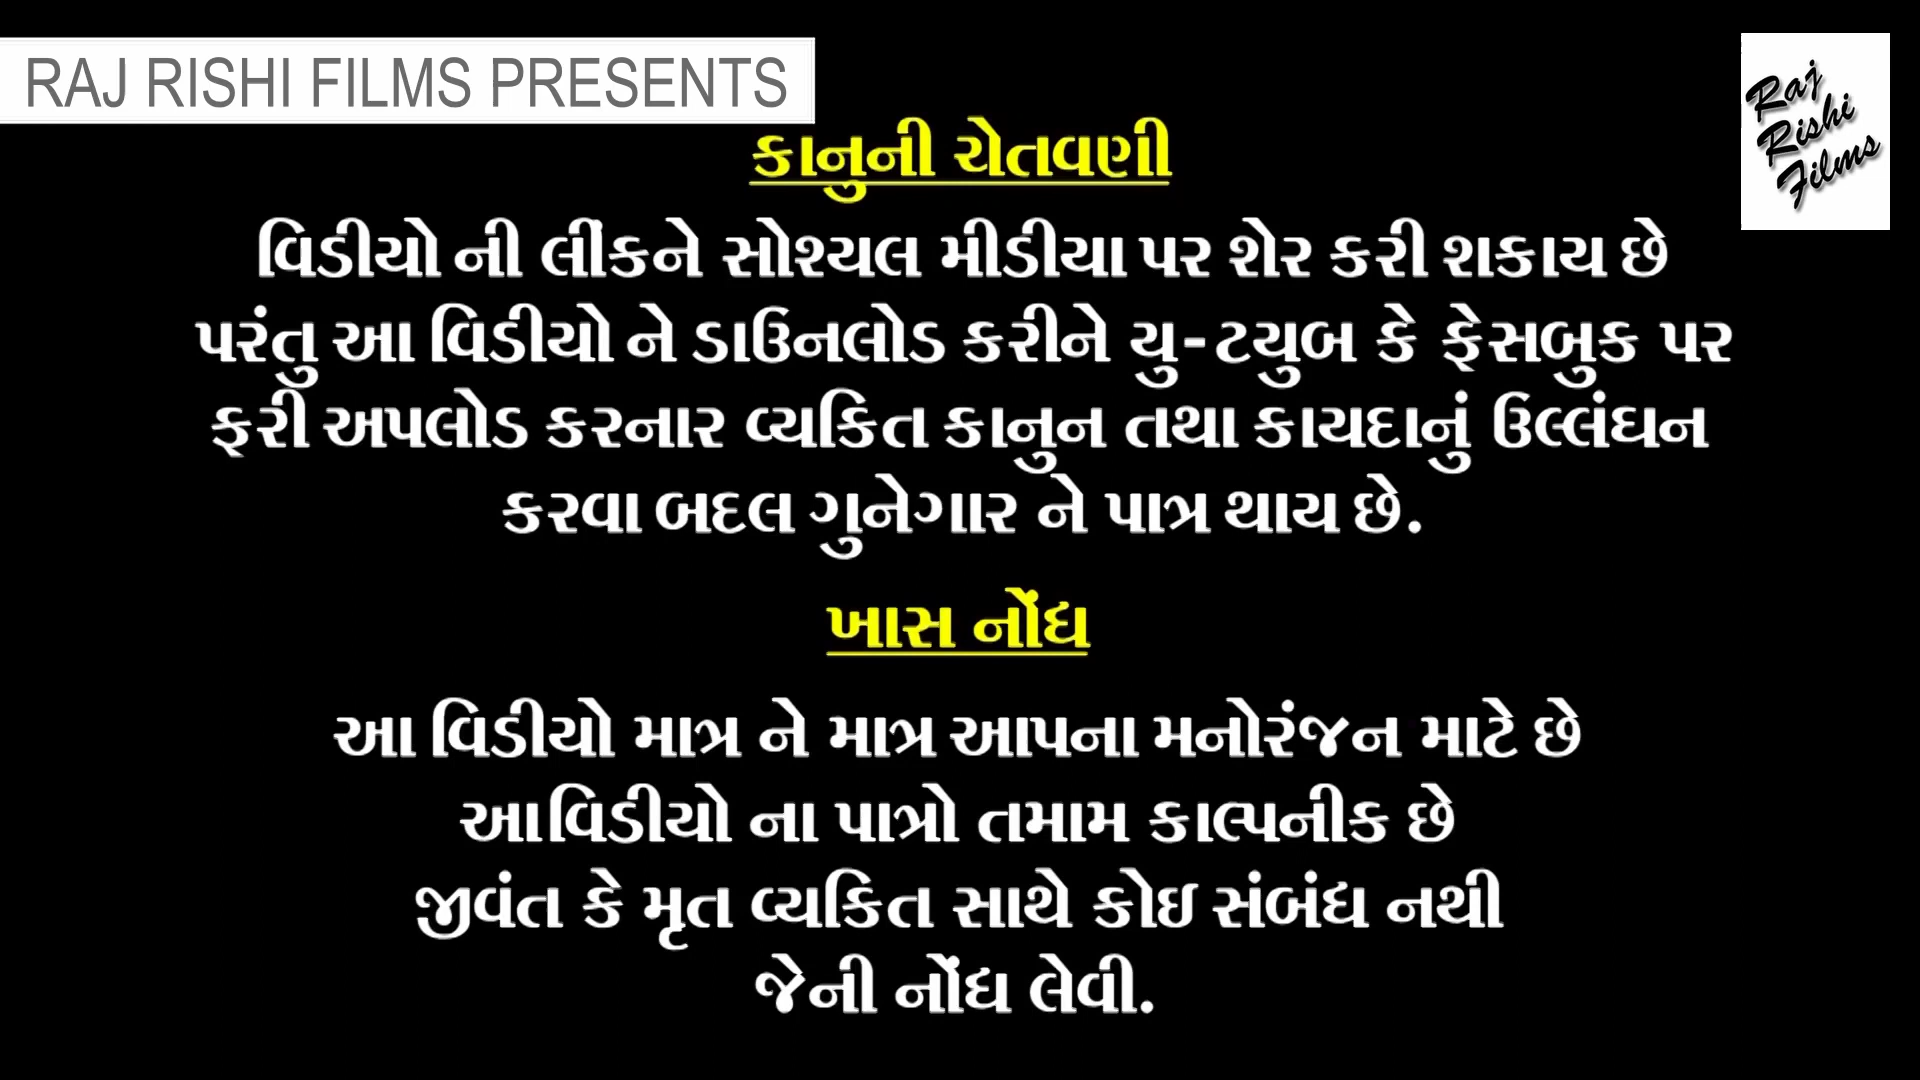 RAJ RISHI FILMS PRESENTS
Raj
Rishi
Films
કાનુની ચેતવણી
વિડીયો ની લીંકને સોશ્યલ મીડીયા પર શેર કરી શકાય છે
પરંતુ આ વિડીયો ને ડાઉનલોડ કરીને યુ-ટયુબ કે ફેસબુક પર
ફરી અપલોડ કરનાર વ્યકિત કાનુન તથા કાયદાનું ઉલ્લંઘન
કરવા બદલ ગુનેગાર ને પાત્ર થાય છે.
ખાસ નોંધ
આ વિડીયો માત્ર ને માત્ર આપના મનોરંજન માટે છે
આવિડીયો ના પાત્રો તમામ કાલ્પનીક છે
જીવંત કે મૃત વ્યકિત સાથે કોઇ સંબંધ નથી
જેની નોંધ લેવી.